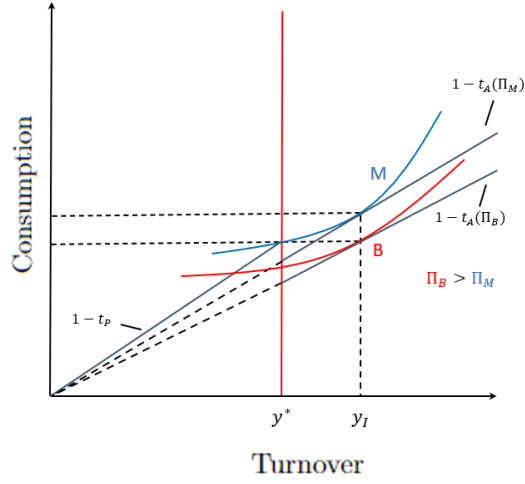 1 − t_A(Π_M)
M
1 − t_A(Π_B)
B
Π_B > Π_M
1 − t_P
y*
y_I
Consumption
Turnover